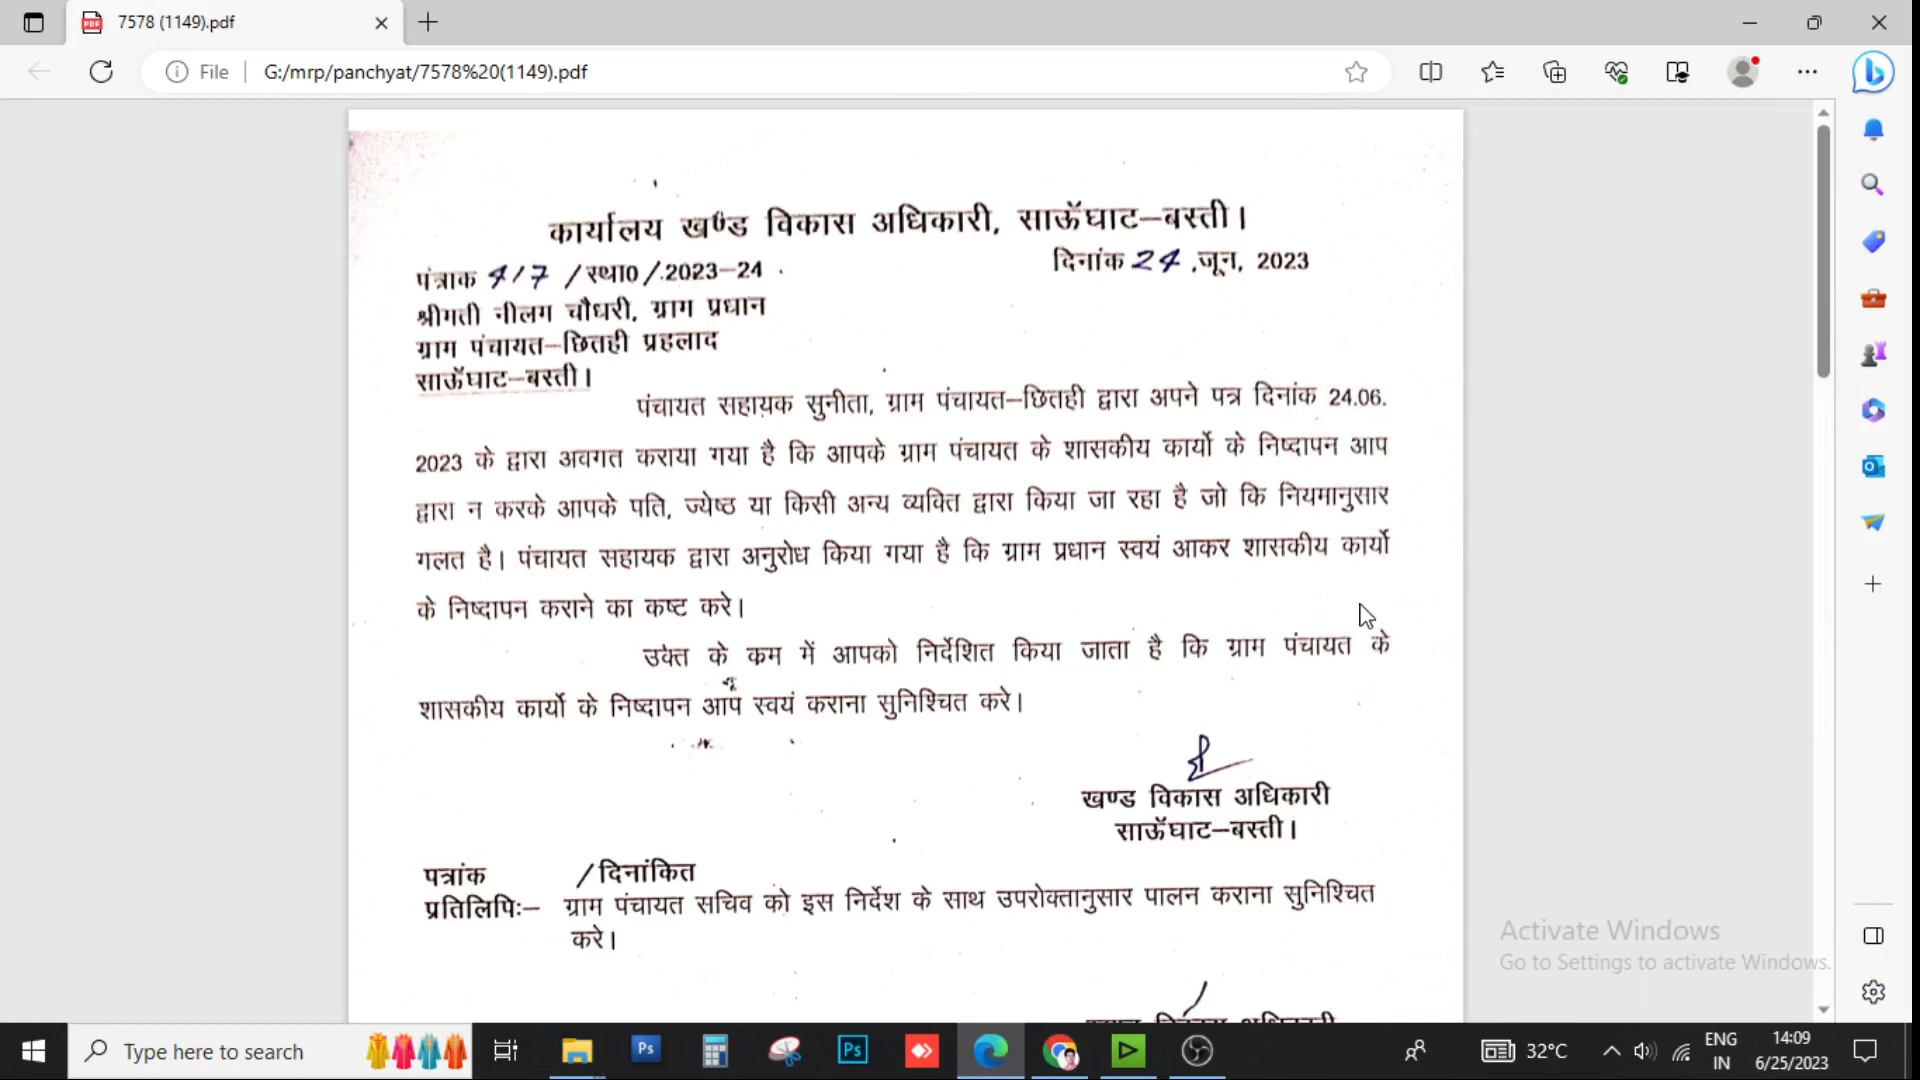 7578 (1149).pdf
File
G:/mrp/panchyat/7578%20(1149).pdf
कार्यालय खण्ड विकास अधिकारी, साऊँघाट–बस्ती।
पंत्राक 417 /स्था0/.2023–24
दिनांक 24 ,जून, 2023
श्रीमती नीलम चौधरी, ग्राम प्रधान
ग्राम पंचायत–छितही प्रहलाद
साऊँघाट–बस्ती।
पंचायत सहायक सुनीता, ग्राम पंचायत–छितही द्वारा अपने पत्र दिनांक 24.06.
2023 के द्वारा अवगत कराया गया है कि आपके ग्राम पंचायत के शासकीय कार्यो के निष्दापन आप
द्वारा न करके आपके पति, ज्येष्ठ या किसी अन्य व्यक्ति द्वारा किया जा रहा है जो कि नियमानुसार
गलत है। पंचायत सहायक द्वारा अनुरोध किया गया है कि ग्राम प्रधान स्वयं आकर शासकीय कार्यो
के निष्दापन कराने का कष्ट करे।
उक्त के कम में आपको निर्देशित किया जाता है कि ग्राम पंचायत के
शासकीय कार्यो के निष्दापन आप स्वयं कराना सुनिश्चित करे।
खण्ड विकास अधिकारी
साऊँघाट–बस्ती।
पत्रांक /दिनांकित
प्रतिलिपिः– ग्राम पंचायत सचिव को इस निर्देश के साथ उपरोक्तानुसार पालन कराना सुनिश्चित
करे।
Activate Windows
Go to Settings to activate Windows.
Type here to search
32°C
ENG
IN
14:09
6/25/2023